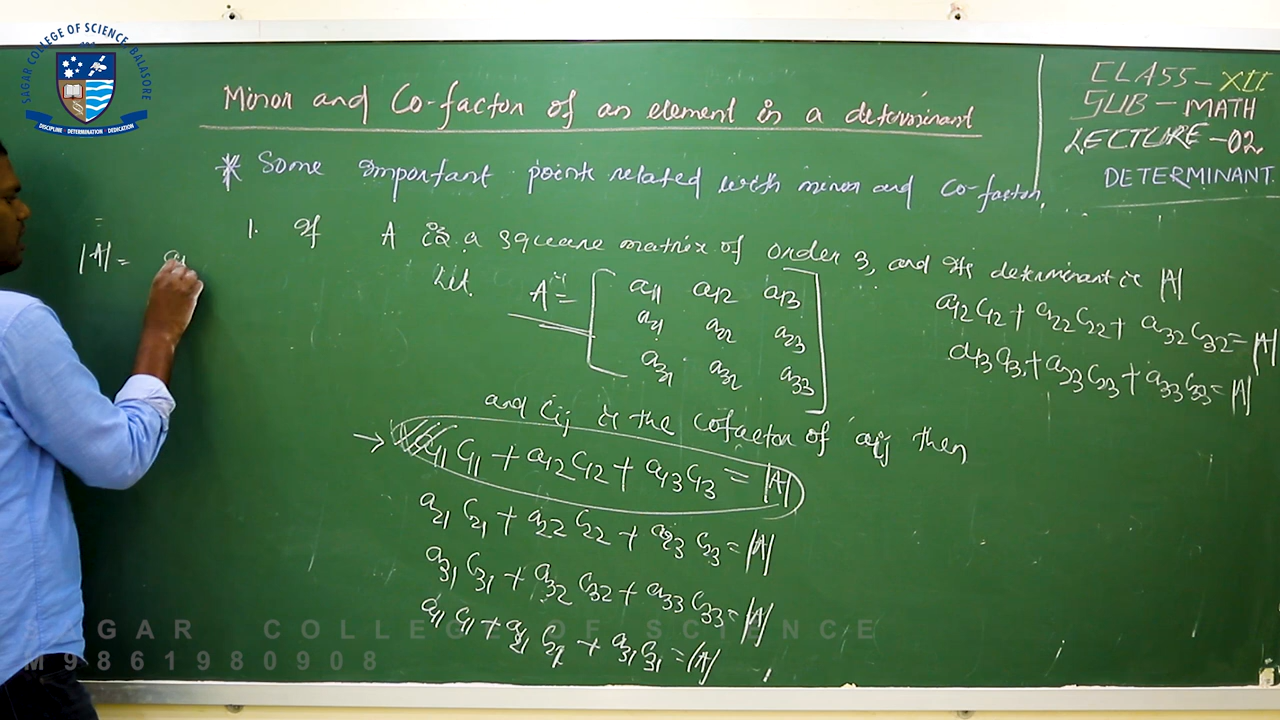 SAGAR COLLEGE OF SCIENCE, BALASORE
DISCIPLINE · DETERMINATION · DEDICATION
CLASS - XII
SUB - MATH
LECTURE - 02
DETERMINANT.
Minor and Co-factor of an element in a determinant
* Some important points related with minor and Co-factor.
1. If A is a square matrix of order 3, and its determinant is |A|
Let A = [ a11 a12 a13
a21 a22 a23
a31 a32 a33 ]
and Cij is the cofactor of aij then
→ a11 C11 + a12 C12 + a13 C13 = |A|
a21 C21 + a22 C22 + a23 C23 = |A|
a31 C31 + a32 C32 + a33 C33 = |A|
a11 C11 + a21 C21 + a31 C31 = |A|
a12 C12 + a22 C22 + a32 C32 = |A|
a13 C13 + a23 C23 + a33 C33 = |A|
|A| =
SAGAR COLLEGE OF SCIENCE
M9861980908